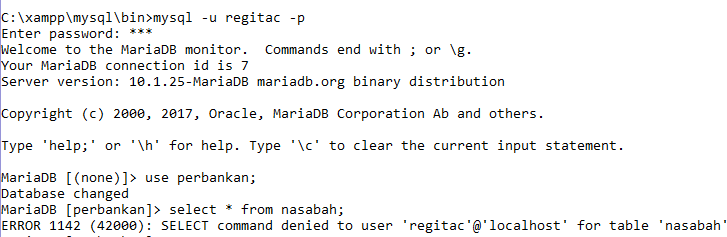 C:\xampp\mysql\bin>mysql -u regitac -p
Enter password: ***
Welcome to the MariaDB monitor.  Commands end with ; or \g.
Your MariaDB connection id is 7
Server version: 10.1.25-MariaDB mariadb.org binary distribution
Copyright (c) 2000, 2017, Oracle, MariaDB Corporation Ab and others.
Type 'help;' or '\h' for help. Type '\c' to clear the current input statement.
MariaDB [(none)]> use perbankan;
Database changed
MariaDB [perbankan]> select * from nasabah;
ERROR 1142 (42000): SELECT command denied to user 'regitac'@'localhost' for table 'nasabah'